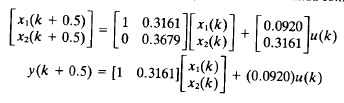 [x₁(k + 0.5); x₂(k + 0.5)] = [1 0.3161; 0 0.3679][x₁(k); x₂(k)] + [0.0920; 0.3161]u(k)
y(k + 0.5) = [1 0.3161][x₁(k); x₂(k)] + (0.0920)u(k)